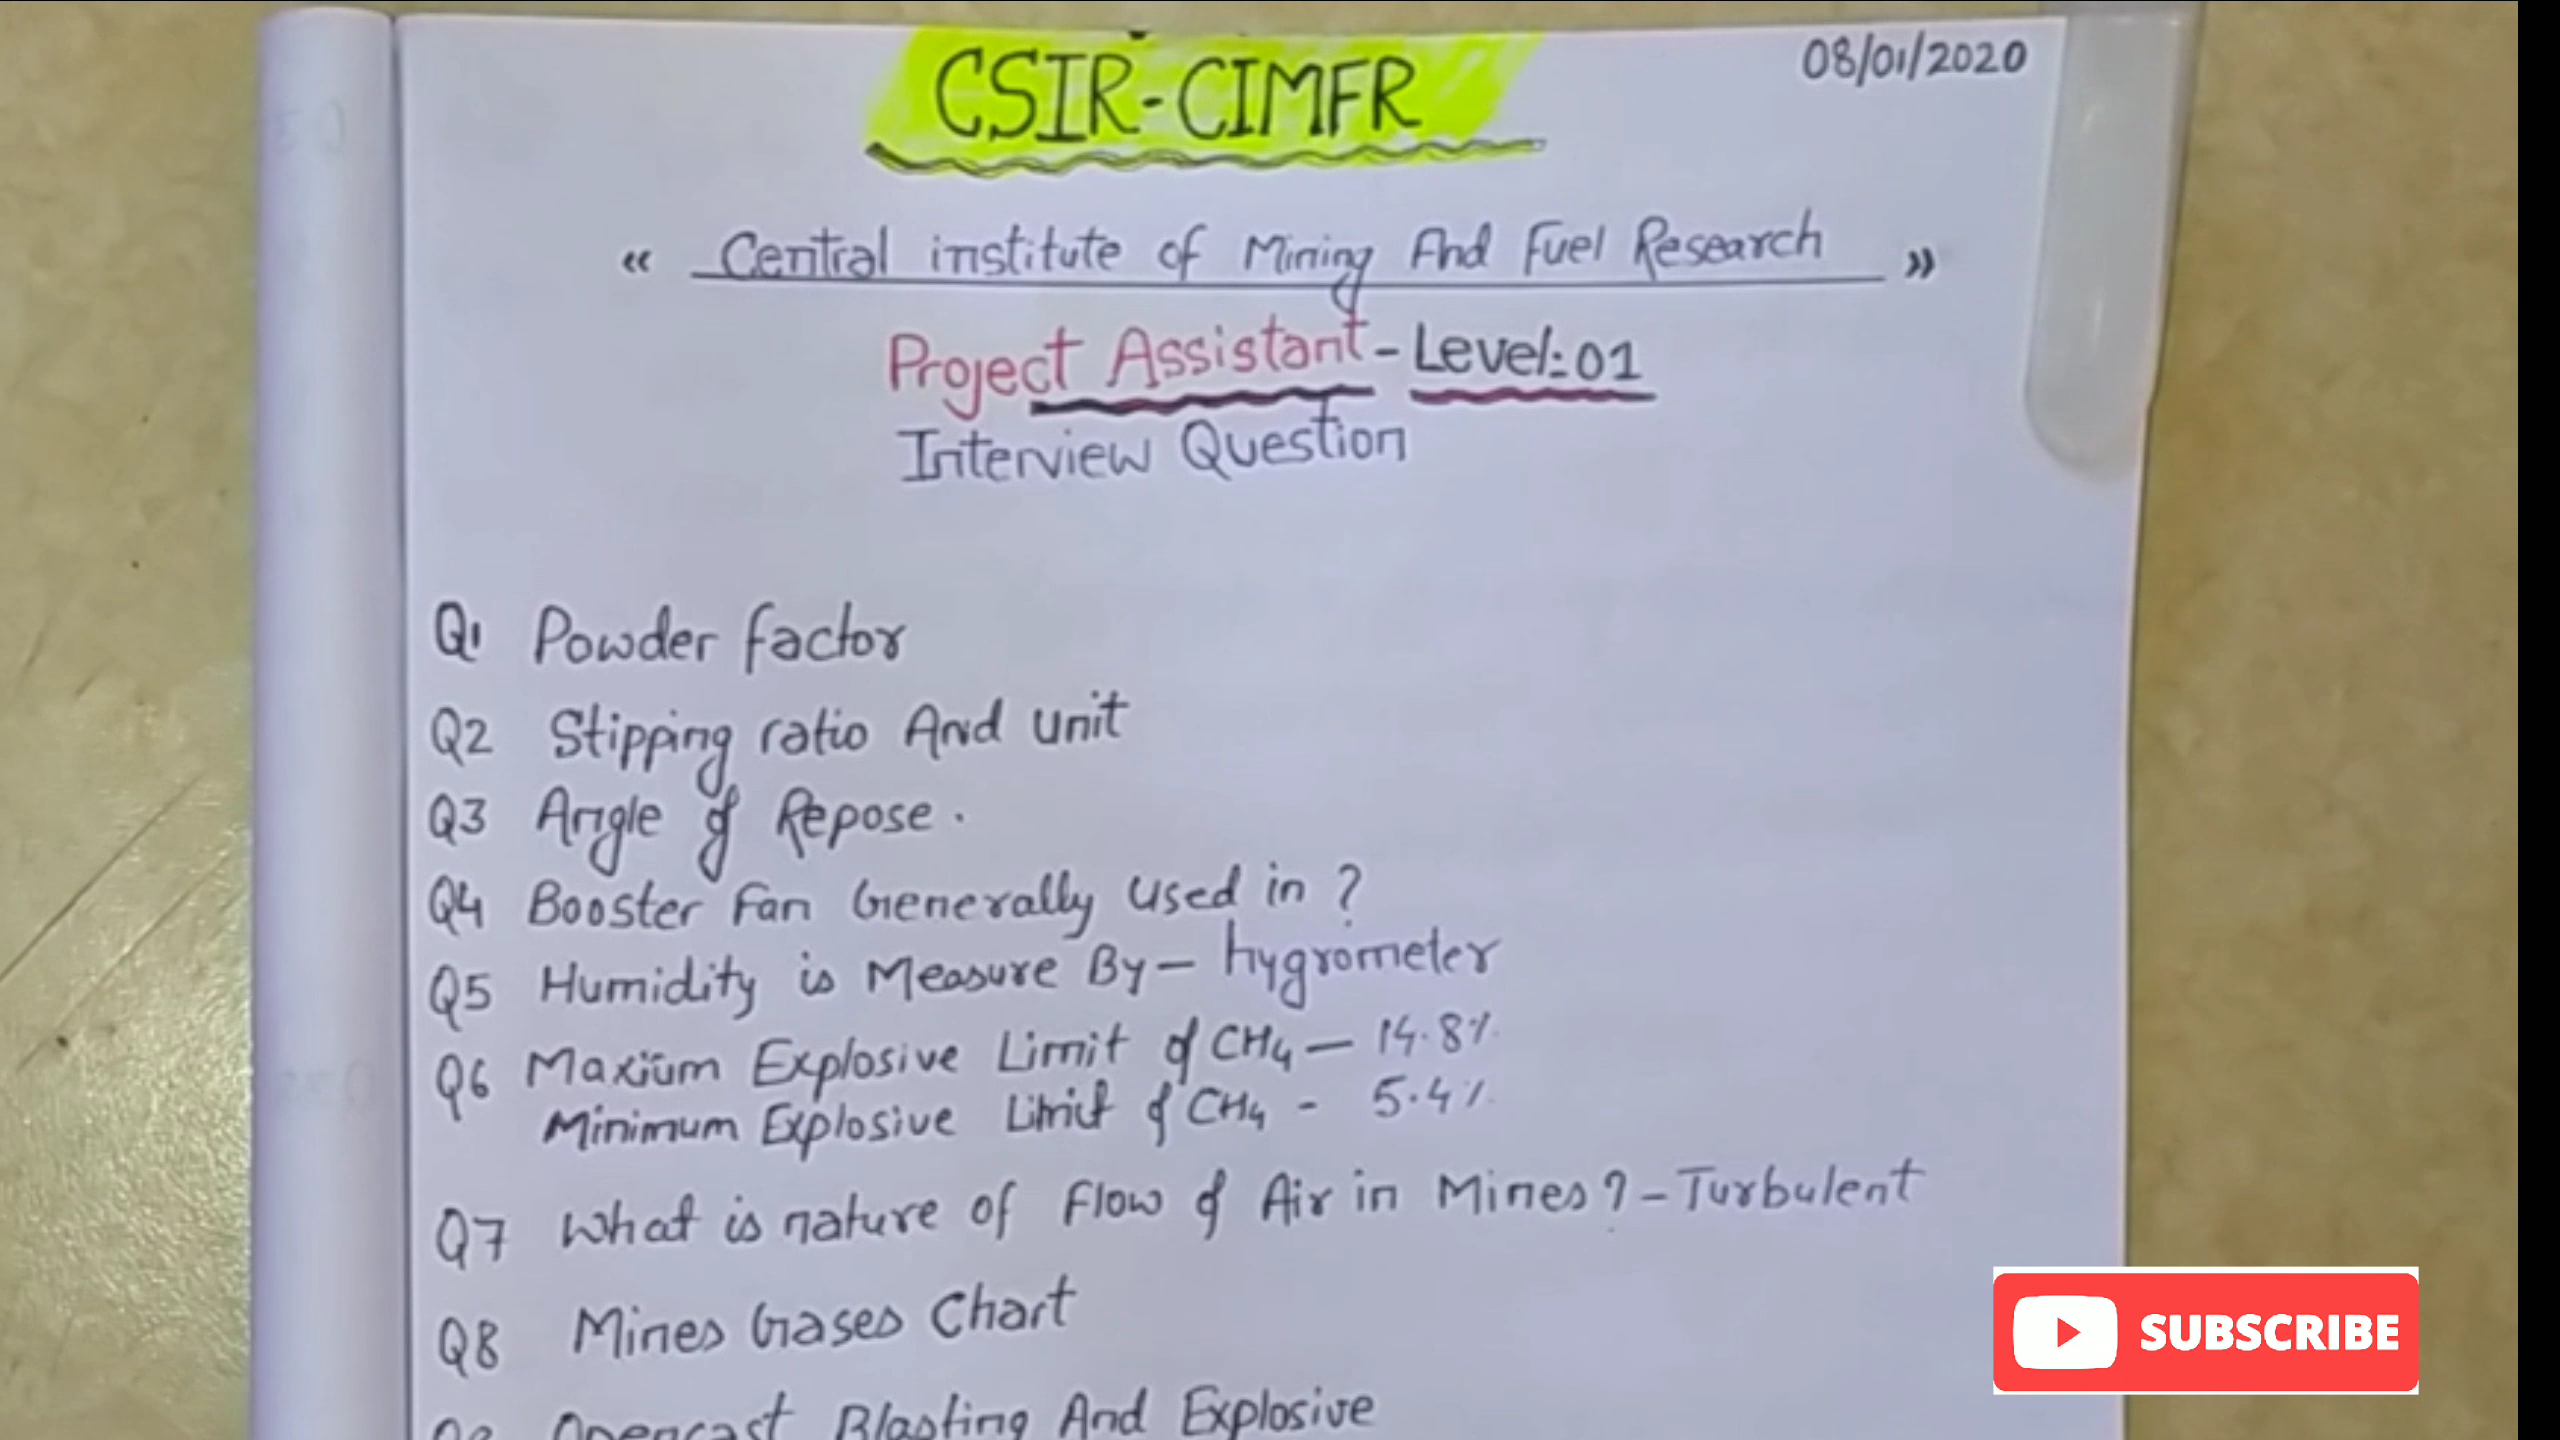 CSIR-CIMFR
08/01/2020
“ Central institute of Mining And Fuel Research ”
Project Assistant - Level:01
Interview Question
Q1 Powder factor
Q2 Stipping ratio And unit
Q3 Angle of Repose.
Q4 Booster Fan Generally used in ?
Q5 Humidity is Measure By - hygrometer
Q6 Maxium Explosive Limit of CH4 - 14.8%
Minimum Explosive Limit of CH4 - 5.4%
Q7 What is nature of Flow of Air in Mines? - Turbulent
Q8 Mines Gases Chart
Q9 Opencast Blasting And Explosive
SUBSCRIBE